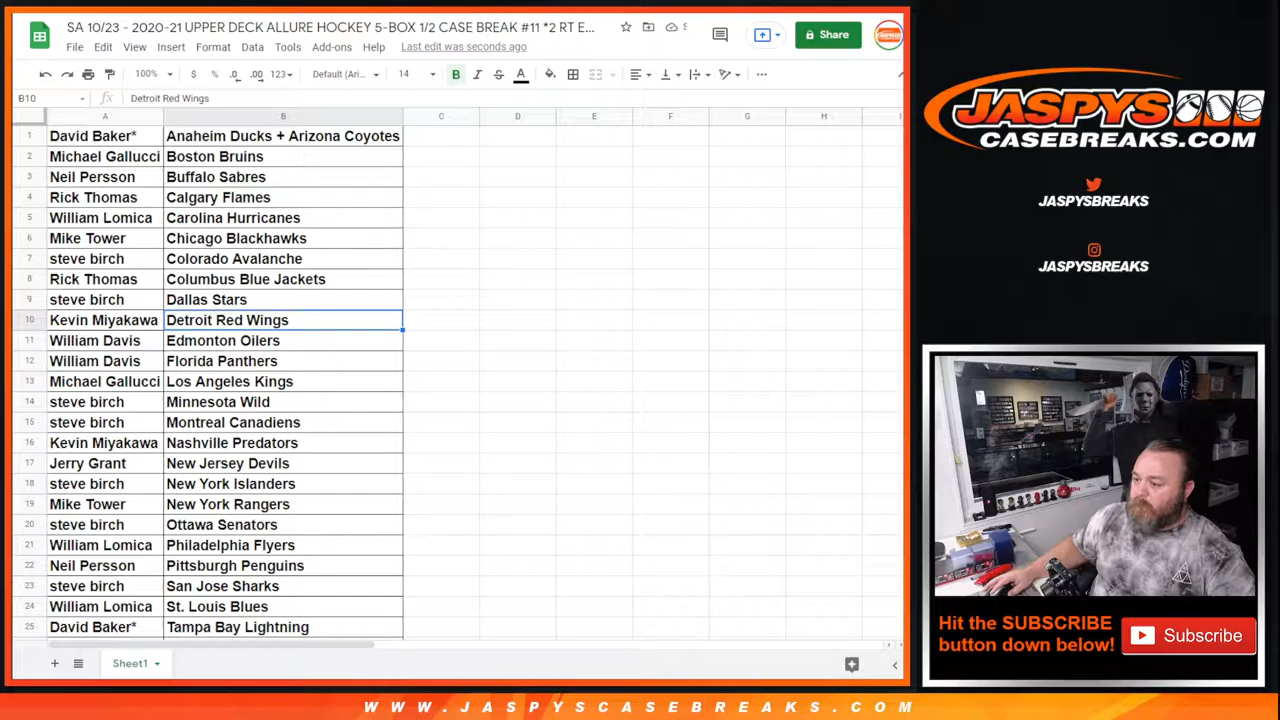 SA 10/23 - 2020-21 UPPER DECK ALLURE HOCKEY 5-BOX 1/2 CASE BREAK #11 *2 RT E...
File Edit View Insert Format Data Tools Add-ons Help Last edit was seconds ago
Share
100% $ % .0 .00 123 Default (Ari... 14 B I S A
B10 fx Detroit Red Wings
A B C D E F G H I
1 David Baker* Anaheim Ducks + Arizona Coyotes
2 Michael Gallucci Boston Bruins
3 Neil Persson Buffalo Sabres
4 Rick Thomas Calgary Flames
5 William Lomica Carolina Hurricanes
6 Mike Tower Chicago Blackhawks
7 steve birch Colorado Avalanche
8 Rick Thomas Columbus Blue Jackets
9 steve birch Dallas Stars
10 Kevin Miyakawa Detroit Red Wings
11 William Davis Edmonton Oilers
12 William Davis Florida Panthers
13 Michael Gallucci Los Angeles Kings
14 steve birch Minnesota Wild
15 steve birch Montreal Canadiens
16 Kevin Miyakawa Nashville Predators
17 Jerry Grant New Jersey Devils
18 steve birch New York Islanders
19 Mike Tower New York Rangers
20 steve birch Ottawa Senators
21 William Lomica Philadelphia Flyers
22 Neil Persson Pittsburgh Penguins
23 steve birch San Jose Sharks
24 William Lomica St. Louis Blues
25 David Baker* Tampa Bay Lightning
Sheet1
JASPYS
CASEBREAKS.COM
JASPYSBREAKS
JASPYSBREAKS
Hit the SUBSCRIBE
button down below!
Subscribe
WWW.JASPYSCASEBREAKS.COM